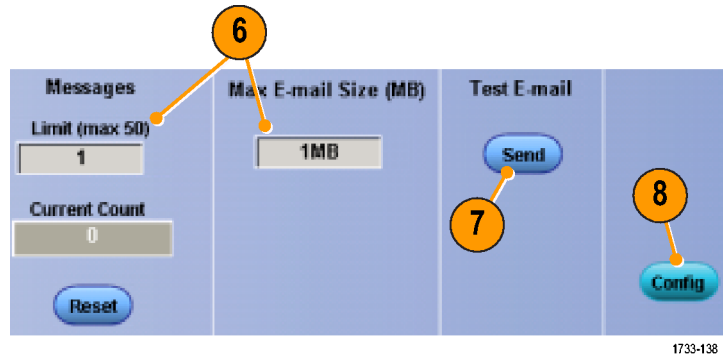 6
Messages
Max E-mail Size (MB)
Test E-mail
Limit (max 50)
1
1MB
Send
Current Count
0
7
8
Reset
Config
1733-138